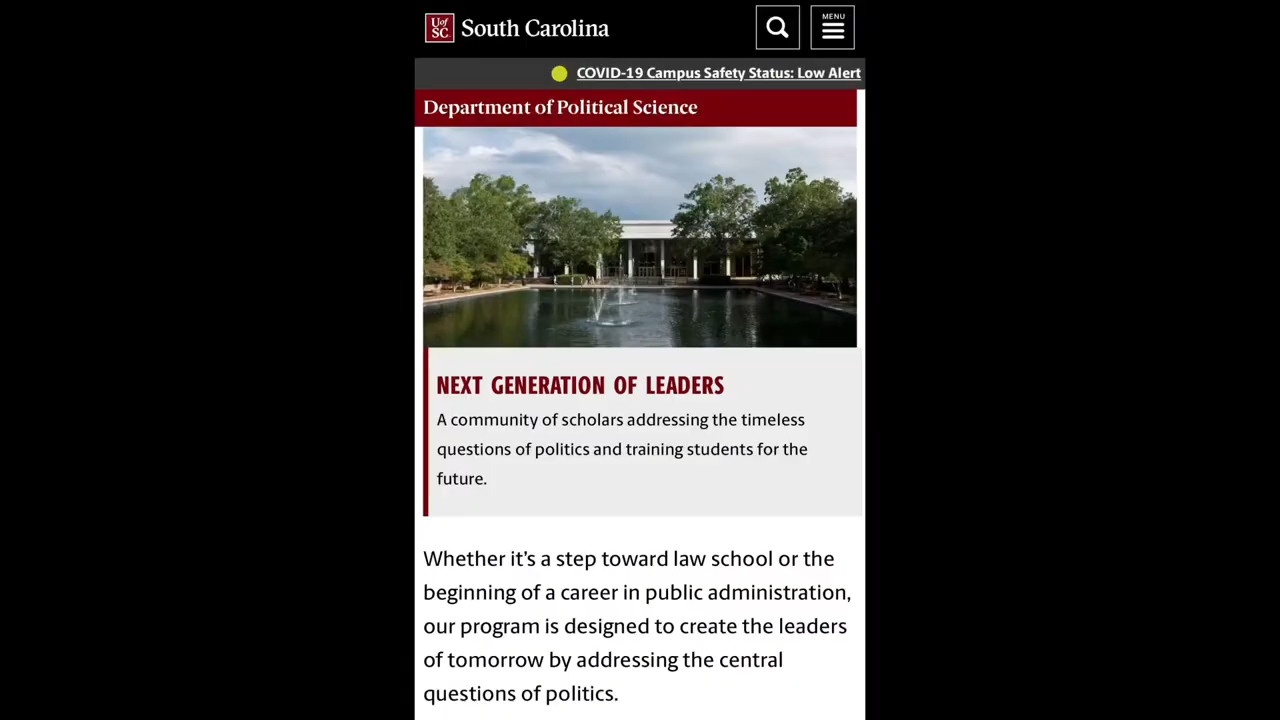 UofSC South Carolina
MENU
COVID-19 Campus Safety Status: Low Alert
Department of Political Science
NEXT GENERATION OF LEADERS
A community of scholars addressing the timeless
questions of politics and training students for the
future.
Whether it’s a step toward law school or the
beginning of a career in public administration,
our program is designed to create the leaders
of tomorrow by addressing the central
questions of politics.